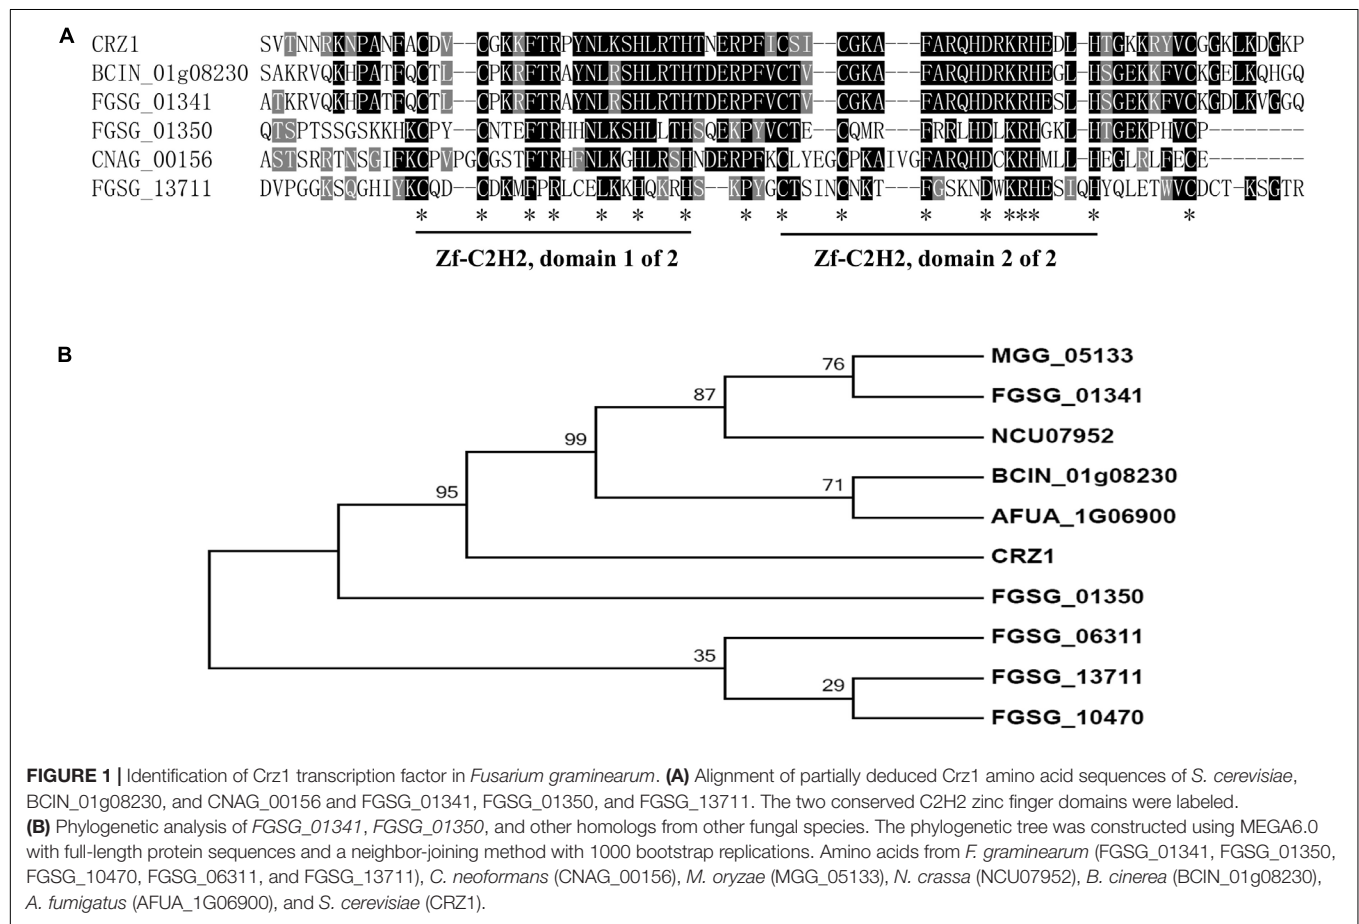 A
CRZ1 SVTNNRKNPANFACDV--CGKKFTRPYNLKSHLRTHTNERPFICSI--CGKA---FARQHDRKRHEDL-HTGKKRYVCGGKLKDGKP
BCIN_01g08230 SAKRVQKHPATFQCTL--CPKRFTRAYNLRSHLRTHTDERPFVCTV--CGKA---FARQHDRKRHEGL-HSGEKKFVCKGELKQHGQ
FGSG_01341 ATKRVQKHPATFQCTL--CPKRFTRAYNLRSHLRTHTDERPFVCTV--CGKA---FARQHDRKRHESL-HSGEKKFVCKGDLKVGGQ
FGSG_01350 QTSPTSSGSKKHKCPY--CNTEFTRHHNLKSHLLTHSQEKPYVCTE--CQMR---FRRLHDLKRHGKL-HTGEKPHVCP--------
CNAG_00156 ASTSRRTNSGIFKCPVPGCGSTFTRHFNLKGHLRSHNDERPFKCLYEGCPKAIVGFARQHDCKRHMLL-HEGLRLFECE--------
FGSG_13711 DVPGGKSQGHIYKCQD--CDKMFPRLCELKKHQKRHS--KPYGCTSINCNKT---FGSKNDWKRHESLQHYQLETWVCDCT-KSGTR
* * * * * * * * * * * * *** * *
Zf-C2H2, domain 1 of 2 Zf-C2H2, domain 2 of 2
B
MGG_05133
76
FGSG_01341
87
NCU07952
99
BCIN_01g08230
71
AFUA_1G06900
95
CRZ1
FGSG_01350
FGSG_06311
35
FGSG_13711
29
FGSG_10470
FIGURE 1 | Identification of Crz1 transcription factor in Fusarium graminearum. (A) Alignment of partially deduced Crz1 amino acid sequences of S. cerevisiae,
BCIN_01g08230, and CNAG_00156 and FGSG_01341, FGSG_01350, and FGSG_13711. The two conserved C2H2 zinc finger domains were labeled.
(B) Phylogenetic analysis of FGSG_01341, FGSG_01350, and other homologs from other fungal species. The phylogenetic tree was constructed using MEGA6.0
with full-length protein sequences and a neighbor-joining method with 1000 bootstrap replications. Amino acids from F. graminearum (FGSG_01341, FGSG_01350,
FGSG_10470, FGSG_06311, and FGSG_13711), C. neoformans (CNAG_00156), M. oryzae (MGG_05133), N. crassa (NCU07952), B. cinerea (BCIN_01g08230),
A. fumigatus (AFUA_1G06900), and S. cerevisiae (CRZ1).